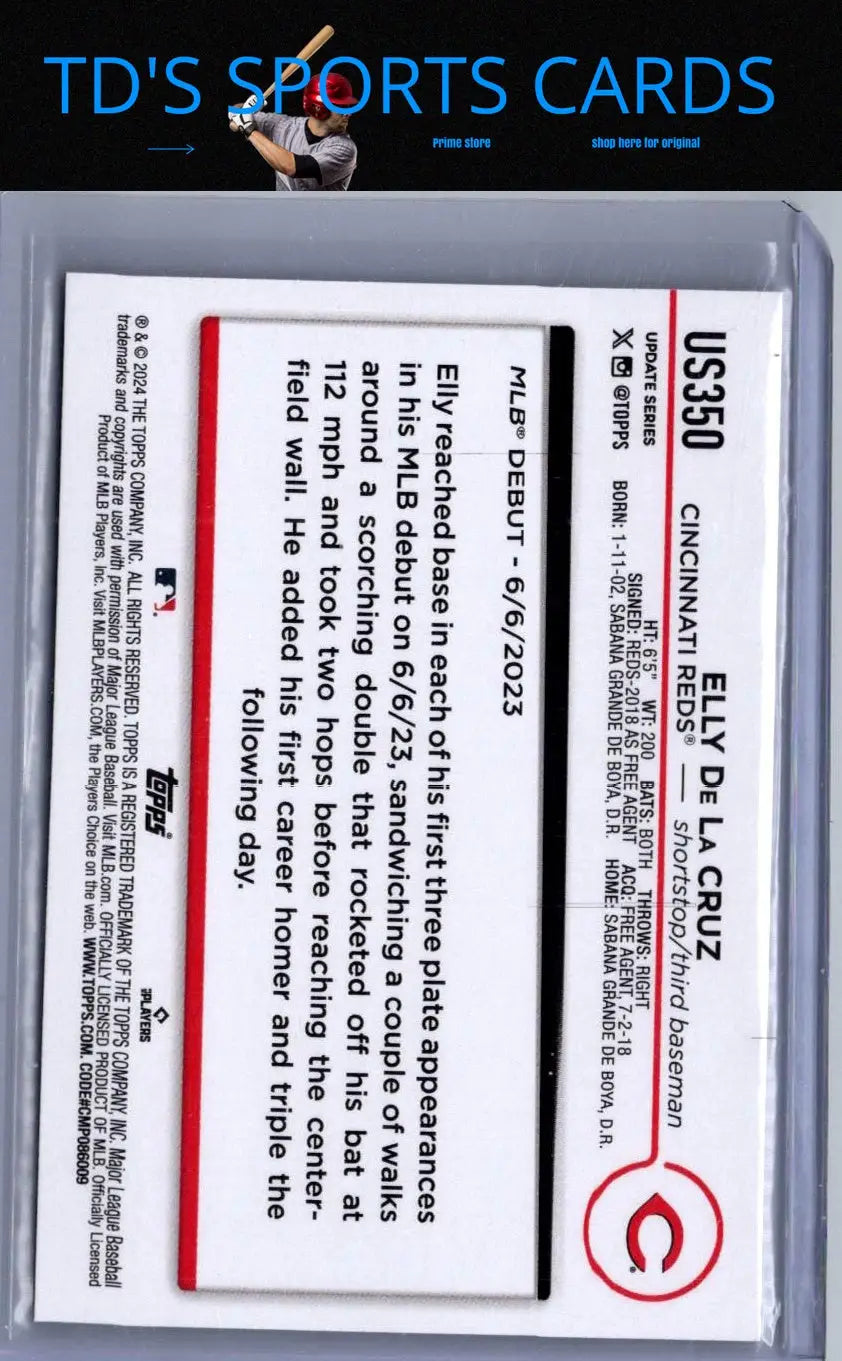 TD'S SPORTS CARDS
Prime store
shop here for original
US350
ELLY DE LA CRUZ
CINCINNATI REDS® — shortstop/third baseman
UPDATE SERIES
X @TOPPS
HT: 6'5" WT: 200 BATS: BOTH THROWS: RIGHT
SIGNED: REDS-2018 AS FREE AGENT ACQ: FREE AGENT, 7-2-18
BORN: 1-11-02, SABANA GRANDE DE BOYA, D.R. HOME: SABANA GRANDE DE BOYA, D.R.
C
MLB® DEBUT - 6/6/2023
Elly reached base in each of his first three plate appearances
in his MLB debut on 6/6/23, sandwiching a couple of walks
around a scorching double that rocketed off his bat at
112 mph and took two hops before reaching the center-
field wall. He added his first career homer and triple the
following day.
topps®
PLAYERS
® & © 2024 THE TOPPS COMPANY, INC. ALL RIGHTS RESERVED. TOPPS IS A REGISTERED TRADEMARK OF THE TOPPS COMPANY, INC. Major League Baseball
trademarks and copyrights are used with permission of Major League Baseball. Visit MLB.com. OFFICIALLY LICENSED PRODUCT OF MLB. Officially Licensed
Product of MLB Players, Inc. Visit MLBPLAYERS.COM, the Players Choice on the web. WWW.TOPPS.COM. CODE#CMP086009